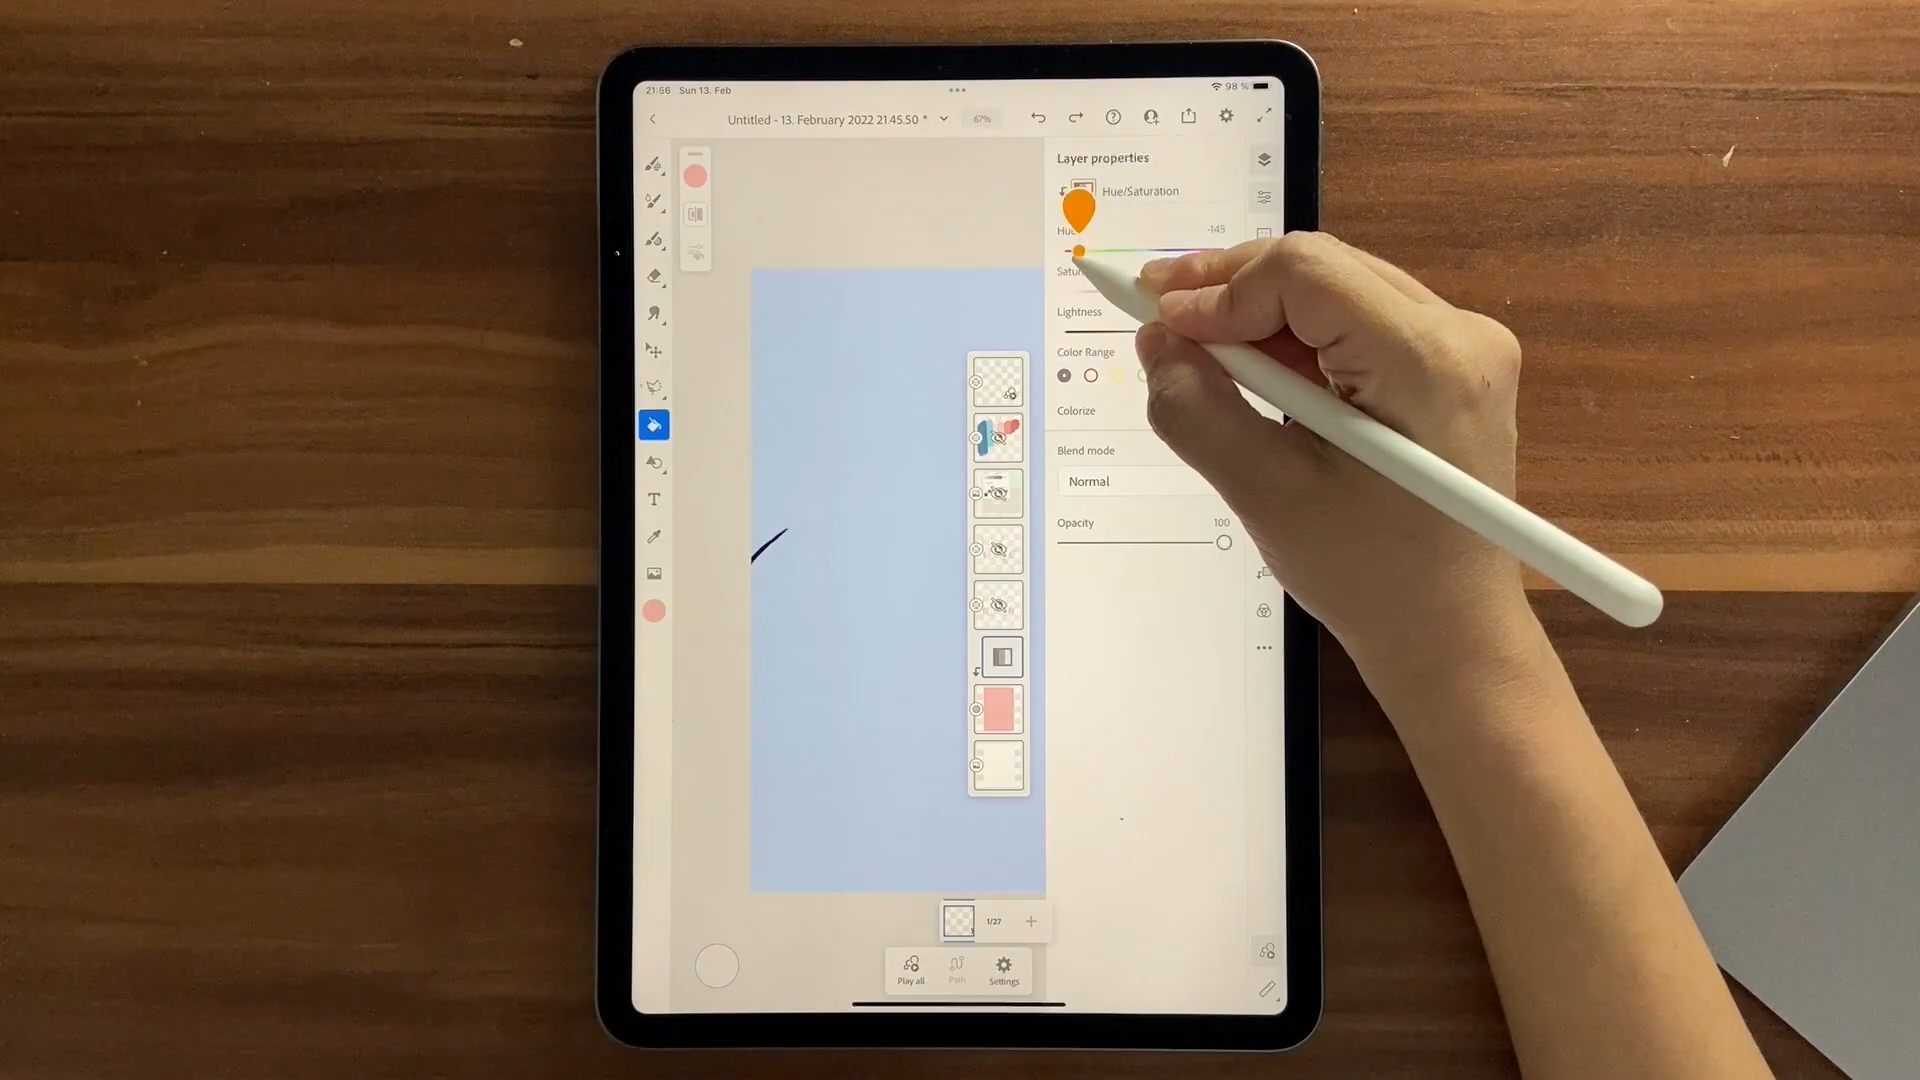 21:56 Sun 13. Feb
98 %
Untitled - 13. February 2022 21.45.50 *
67%
Layer properties
Hue/Saturation
-145
Lightness
Color Range
Colorize
Blend mode
Normal
Opacity
100
T
1/27
Play all
Path
Settings